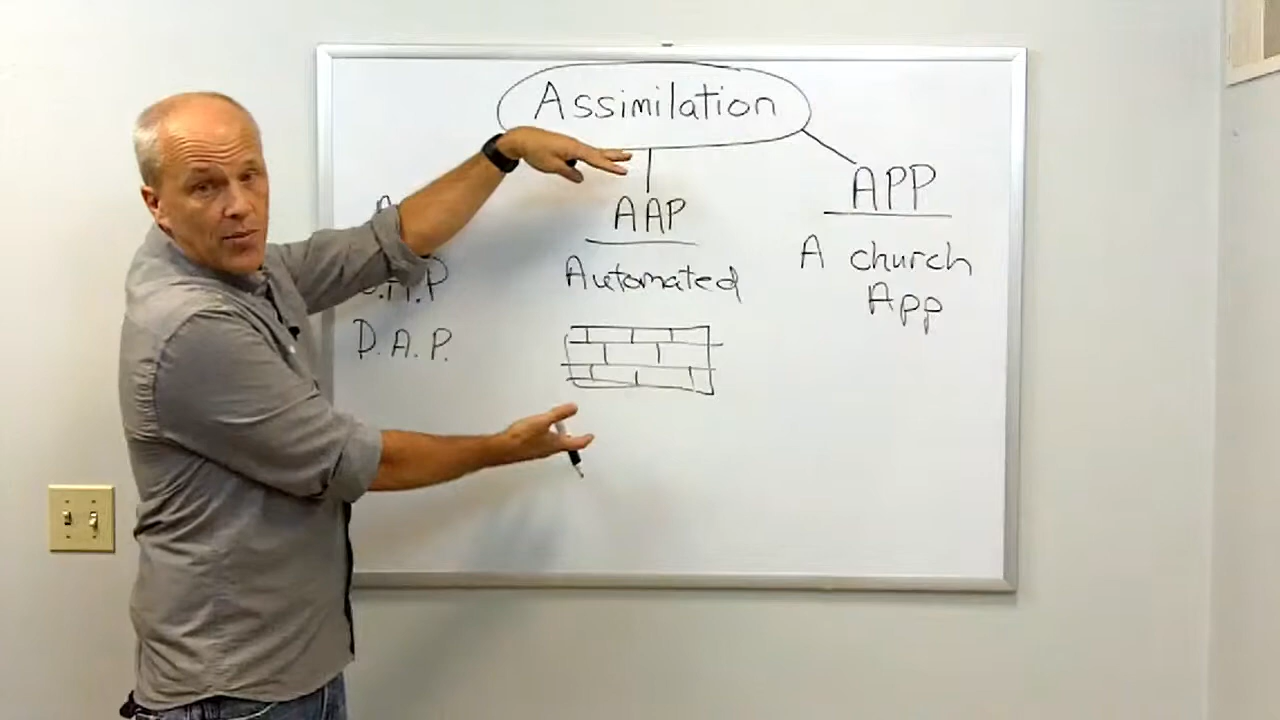 Assimilation
D.A.P.
AAP
Automated
APP
A church
App